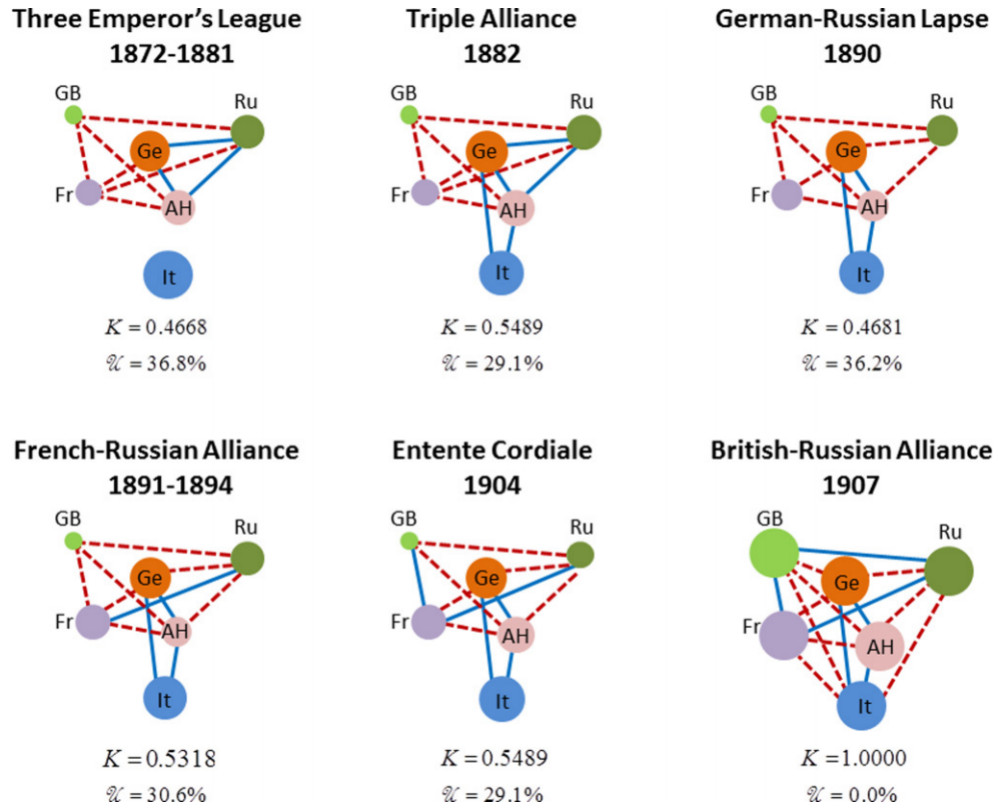 Three Emperor's League
1872-1881
GB
Ru
Ge
Fr
AH
It
K = 0.4668
𝒰 = 36.8%
Triple Alliance
1882
GB
Ru
Ge
Fr
AH
It
K = 0.5489
𝒰 = 29.1%
German-Russian Lapse
1890
GB
Ru
Ge
Fr
AH
It
K = 0.4681
𝒰 = 36.2%
French-Russian Alliance
1891-1894
GB
Ru
Ge
Fr
AH
It
K = 0.5318
𝒰 = 30.6%
Entente Cordiale
1904
GB
Ru
Ge
Fr
AH
It
K = 0.5489
𝒰 = 29.1%
British-Russian Alliance
1907
GB
Ru
Ge
Fr
AH
It
K = 1.0000
𝒰 = 0.0%